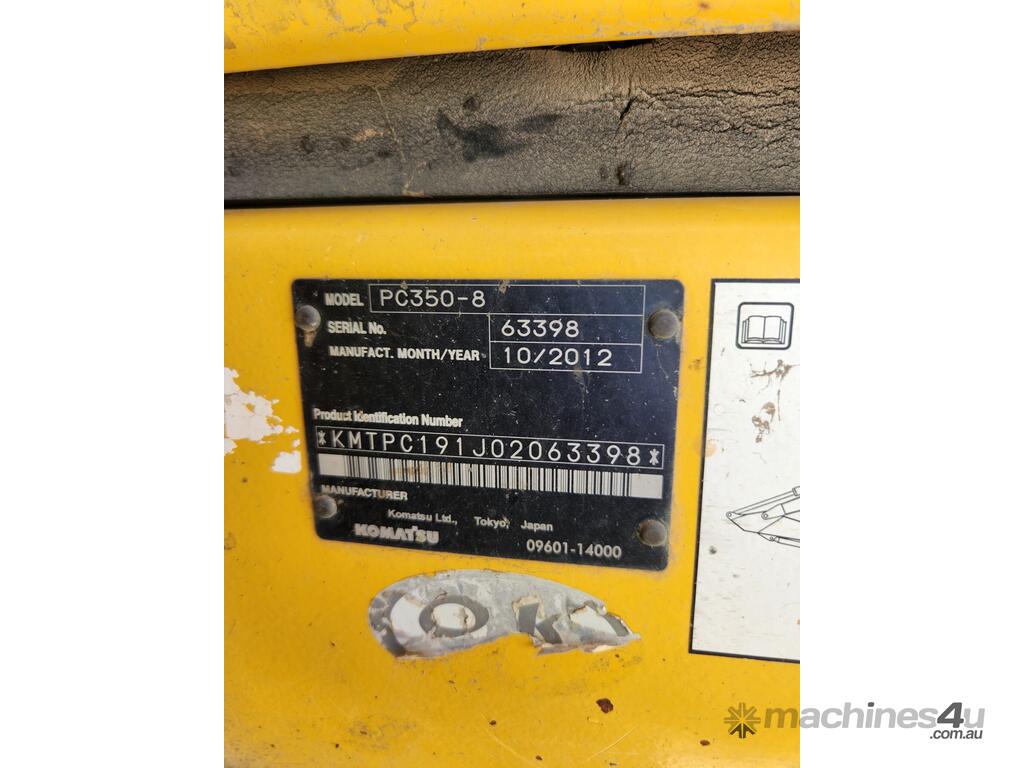 MODEL PC350-8
SERIAL No. 63398
MANUFACT. MONTH/YEAR 10/2012
Product Identification Number
*KMTPC191J02063398*
MANUFACTURER
Komatsu Ltd., Tokyo, Japan
KOMATSU 09601-14000
machines4u
.com.au